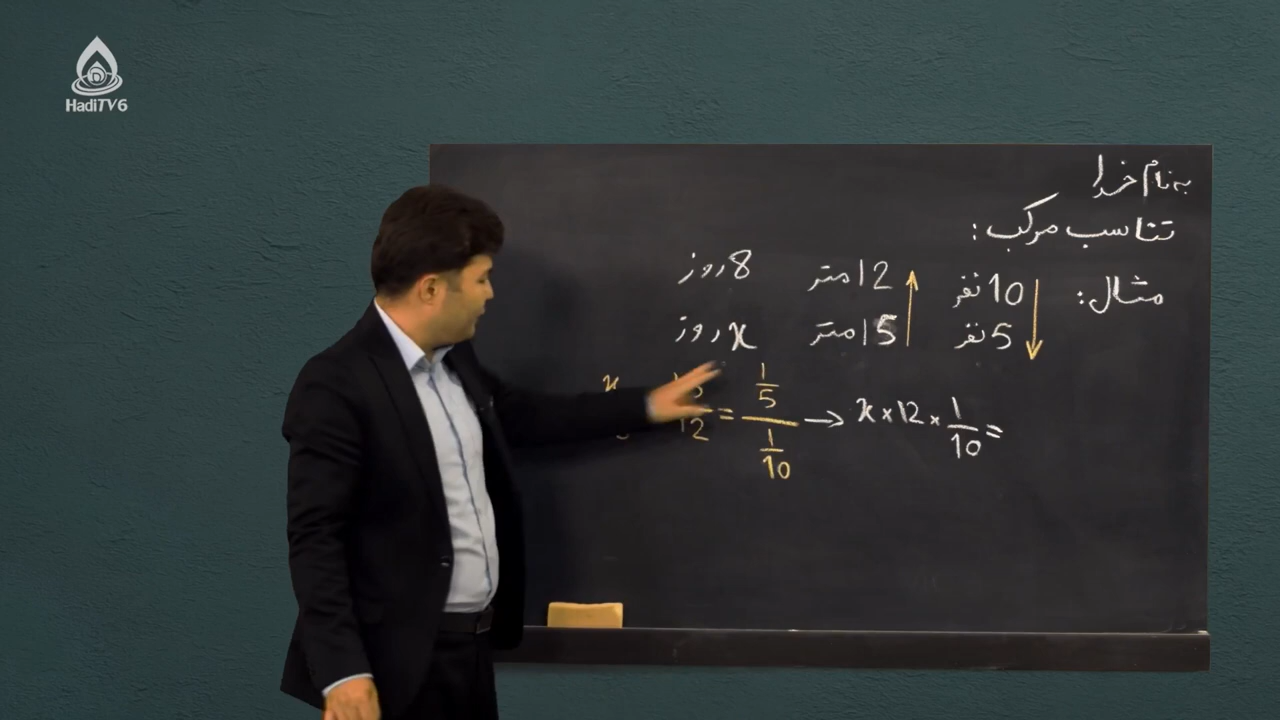 HadiTV6
به نام خدا
تناسب مرکب:
مثال: 10 نفر 12 متر 8 روز
5 نفر 15 متر x روز
x 12 = 1/5 / 1/10 → x × 12 × 1/10 =